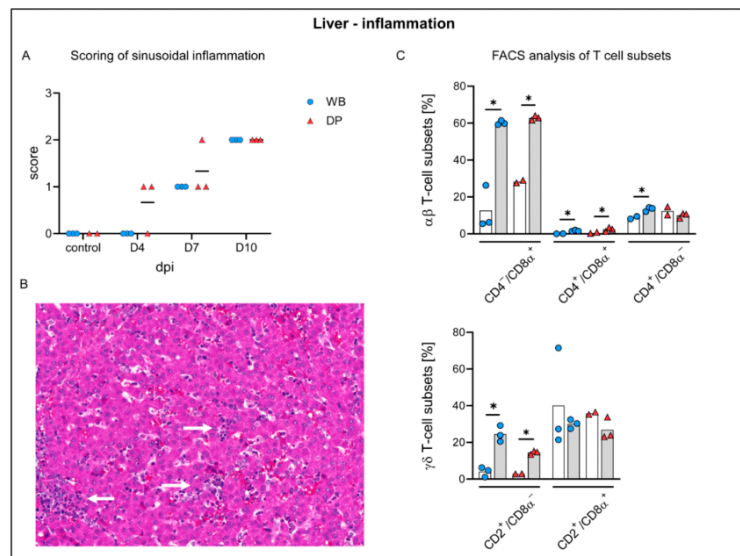 Liver - inflammation
A
Scoring of sinusoidal inflammation
3
2
1
0
score
control
D4
D7
D10
dpi
WB
DP
B
C
FACS analysis of T cell subsets
80
60
40
20
0
αβ T-cell subsets [%]
*
*
*
*
*
CD4⁻/CD8α⁺
CD4⁺/CD8α⁺
CD4⁺/CD8α⁻
80
60
40
20
0
γδ T-cell subsets [%]
*
*
CD2⁺/CD8α⁻
CD2⁺/CD8α⁺